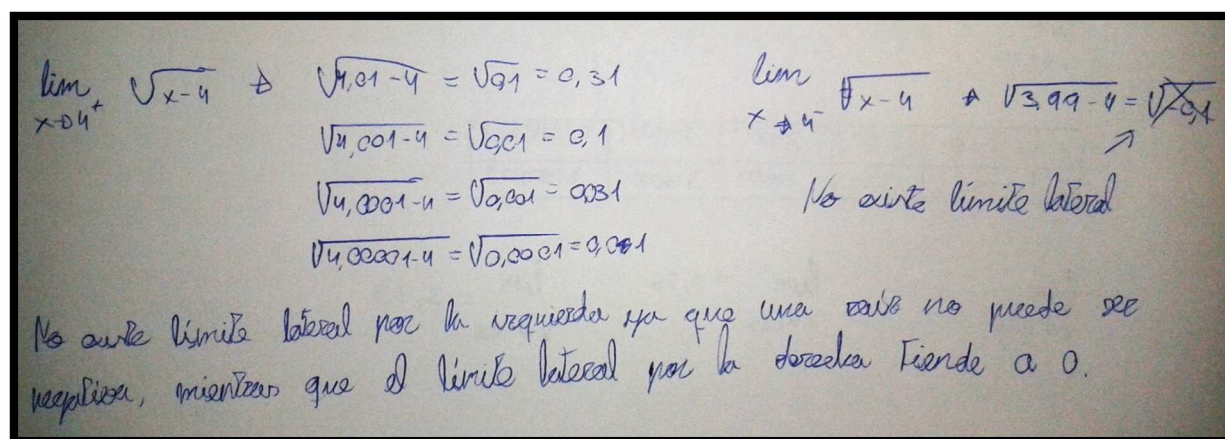 lim x→4⁺ √x-4 → √4,01-4 = √0,1 = 0,31
√4,001-4 = √0,01 = 0,1
√4,0001-4 = √0,001 = 0,031
√4,00001-4 = √0,0001 = 0,001
lim x→4⁻ √x-4 → √3,99-4 = √-0,1
No existe límite lateral
No existe límite lateral por la izquierda ya que una raíz no puede ser
negativa, mientras que el límite lateral por la derecha tiende a 0.